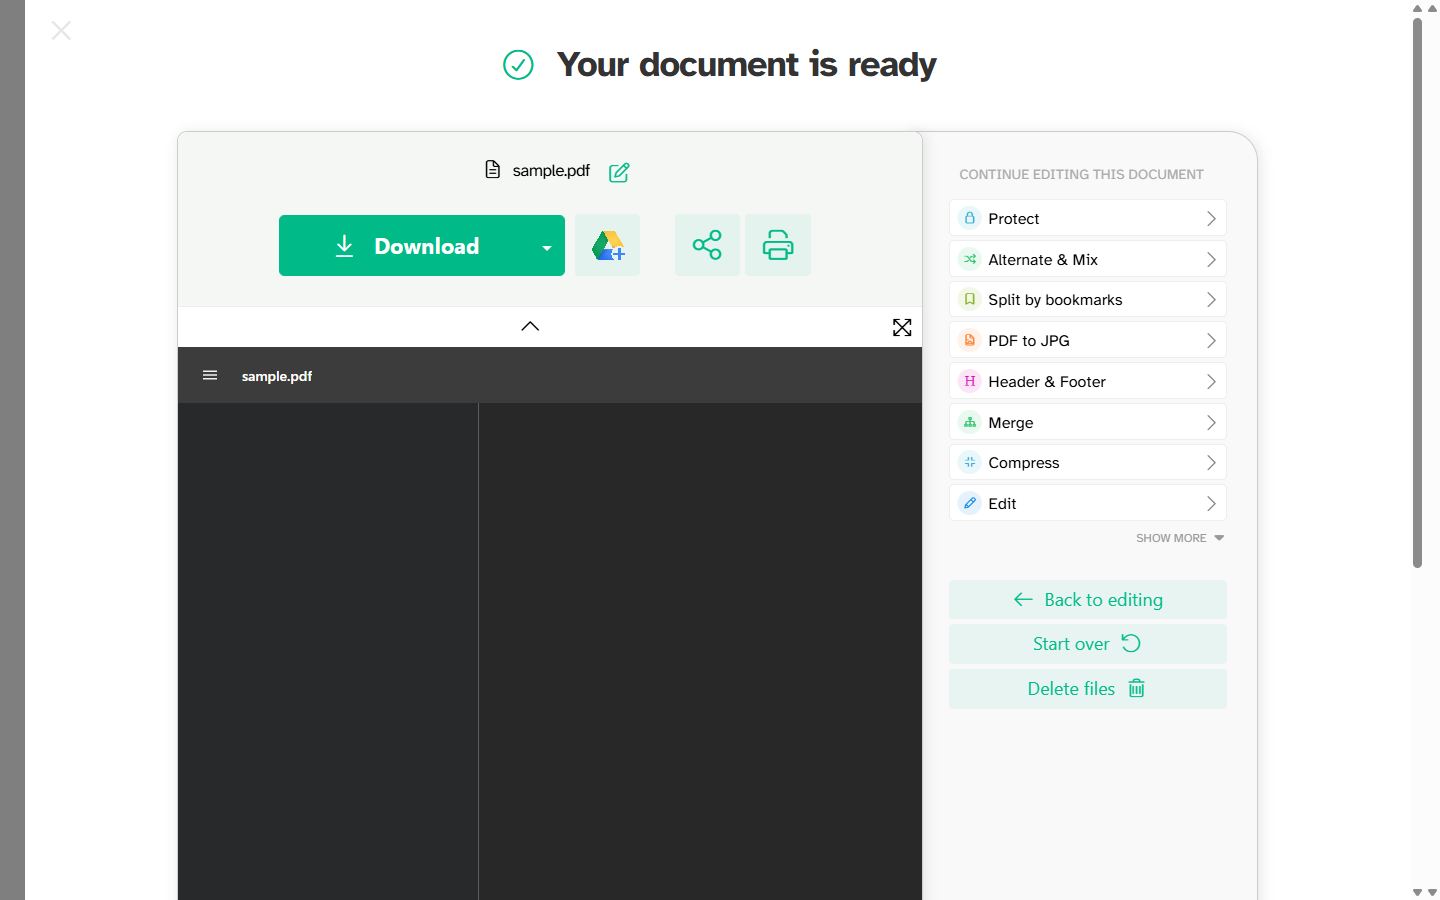 Your document is ready
sample.pdf
Download
sample.pdf
CONTINUE EDITING THIS DOCUMENT
Protect
Alternate & Mix
Split by bookmarks
PDF to JPG
Header & Footer
Merge
Compress
Edit
SHOW MORE
Back to editing
Start over
Delete files